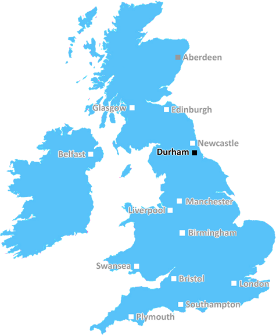 Aberdeen
Glasgow
Edinburgh
Newcastle
Durham
Belfast
Manchester
Liverpool
Birmingham
Swansea
Bristol
London
Southampton
Plymouth